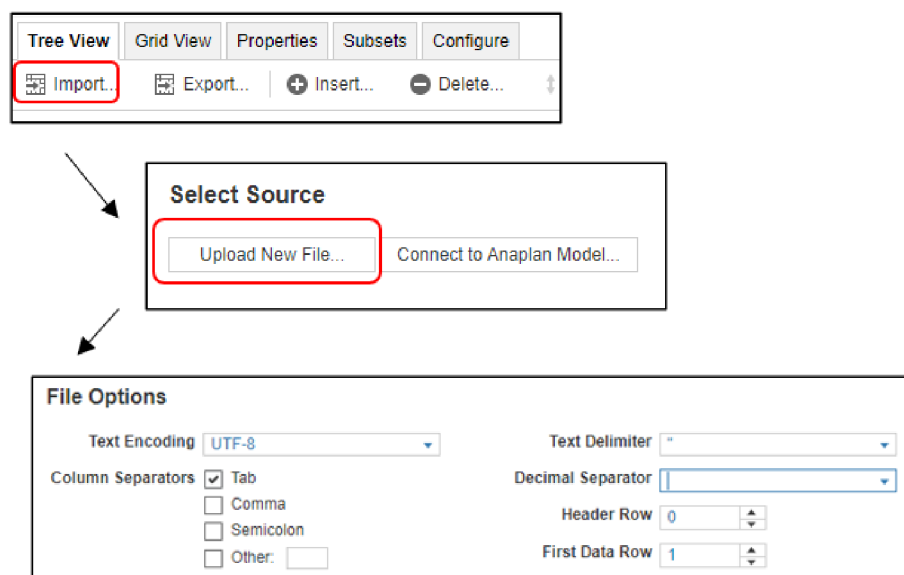 Tree View Grid View Properties Subsets Configure
Import... Export... Insert... Delete...
Select Source
Upload New File... Connect to Anaplan Model...
File Options
Text Encoding UTF-8 Text Delimiter "
Column Separators Tab Decimal Separator
Comma
Header Row 0
Semicolon
Other: First Data Row 1